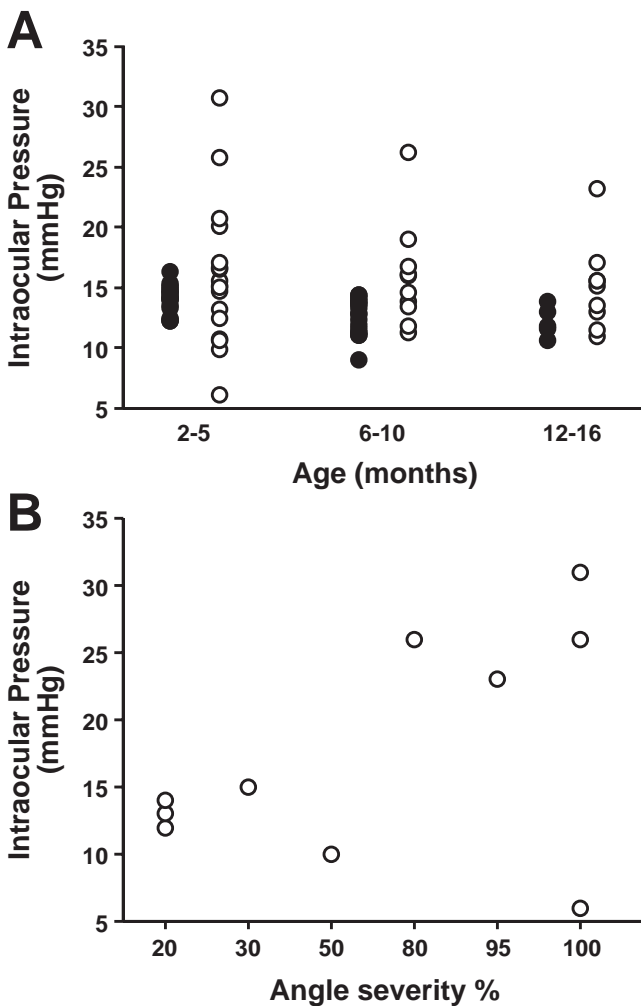 A
Intraocular Pressure
(mmHg)
35
30
25
20
15
10
5
2-5
6-10
12-16
Age (months)
B
Intraocular Pressure
(mmHg)
35
30
25
20
15
10
5
20
30
50
80
95
100
Angle severity %